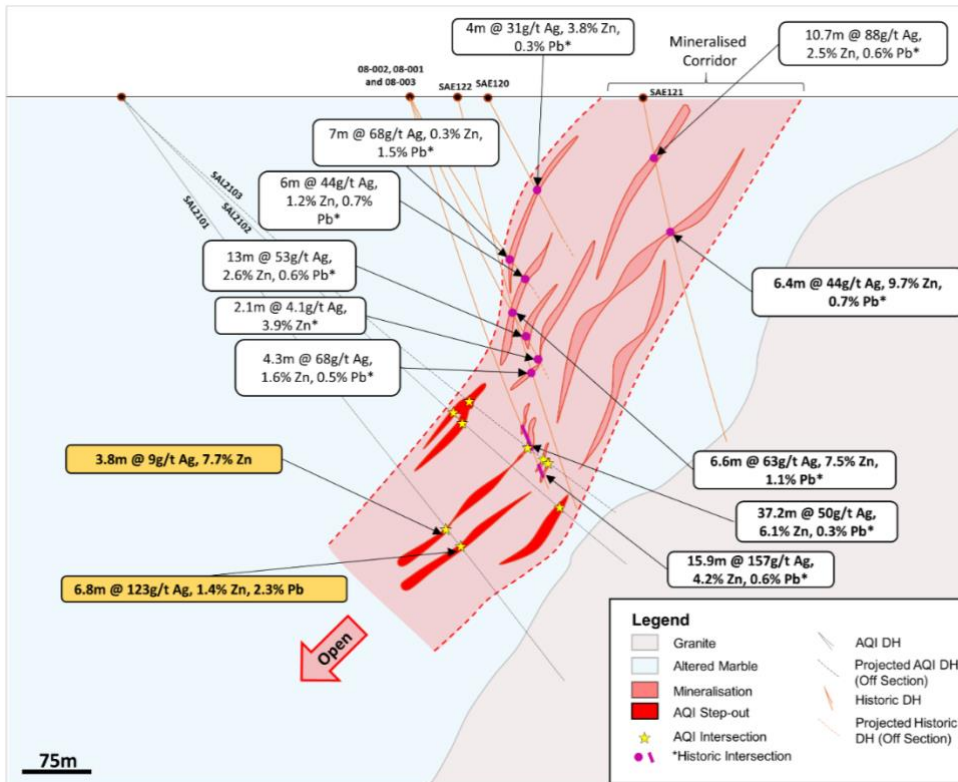 4m @ 31g/t Ag, 3.8% Zn,
0.3% Pb*
Mineralised
Corridor
10.7m @ 88g/t Ag,
2.5% Zn, 0.6% Pb*
08-002, 08-001
and 08-003
SAE122
SAE120
SAE121
7m @ 68g/t Ag, 0.3% Zn,
1.5% Pb*
6m @ 44g/t Ag,
1.2% Zn, 0.7%
Pb*
SAL2103
SAL2102
SAL2101
13m @ 53g/t Ag,
2.6% Zn, 0.6% Pb*
2.1m @ 4.1g/t Ag,
3.9% Zn*
4.3m @ 68g/t Ag,
1.6% Zn, 0.5% Pb*
6.4m @ 44g/t Ag, 9.7% Zn,
0.7% Pb*
3.8m @ 9g/t Ag, 7.7% Zn
6.6m @ 63g/t Ag, 7.5% Zn,
1.1% Pb*
37.2m @ 50g/t Ag,
6.1% Zn, 0.3% Pb*
15.9m @ 157g/t Ag,
4.2% Zn, 0.6% Pb*
6.8m @ 123g/t Ag, 1.4% Zn, 2.3% Pb
Open
75m
Legend
Granite
Altered Marble
Mineralisation
AQI Step-out
AQI Intersection
*Historic Intersection
AQI DH
Projected AQI DH
(Off Section)
Historic DH
Projected Historic
DH (Off Section)